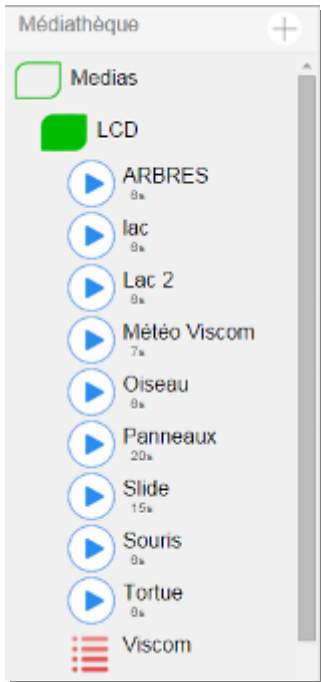 Médiathèque
Medias
LCD
ARBRES
8s
lac
8s
Lac 2
8s
Météo Viscom
7s
Oiseau
8s
Panneaux
20s
Slide
15s
Souris
8s
Tortue
8s
Viscom